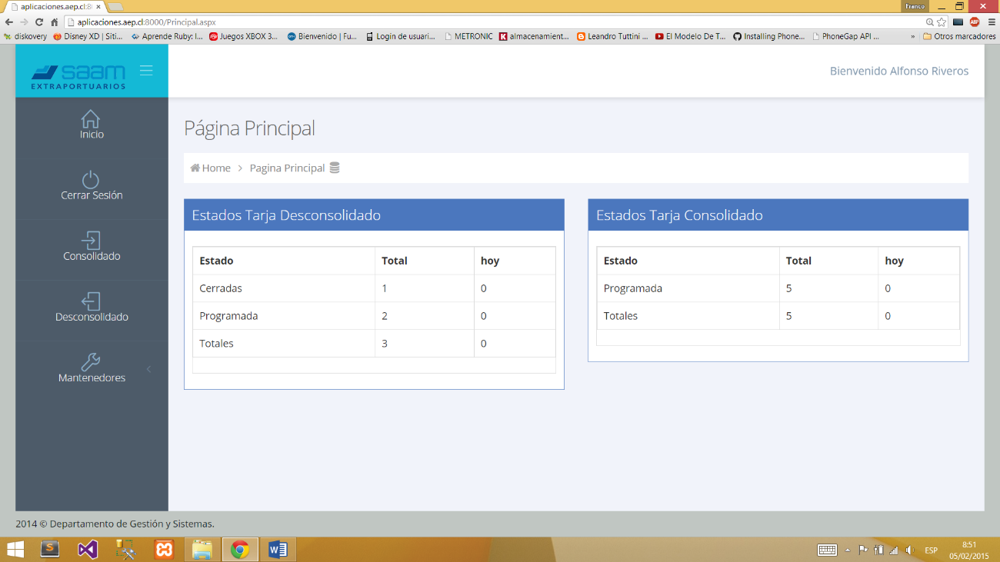 aplicaciones.aep.cl:8
Franco
aplicaciones.aep.cl:8000/Principal.aspx
diskovery
Disney XD | Siti...
Aprende Ruby: I...
Juegos XBOX 3...
Bienvenido | Fu...
Login de usuari...
METRONIC
almacenamient...
Leandro Tuttini ...
El Modelo De T...
Installing Phone...
PhoneGap API ...
»
Otros marcadores
saam
EXTRAPORTUARIOS
Bienvenido Alfonso Riveros
Inicio
Cerrar Sesión
Consolidado
Desconsolidado
Mantenedores
Página Principal
Home > Pagina Principal
Estados Tarja Desconsolidado
Estado Total hoy
Cerradas 1 0
Programada 2 0
Totales 3 0
Estados Tarja Consolidado
Estado Total hoy
Programada 5 0
Totales 5 0
2014 © Departamento de Gestión y Sistemas.
ESP
8:51
05/02/2015